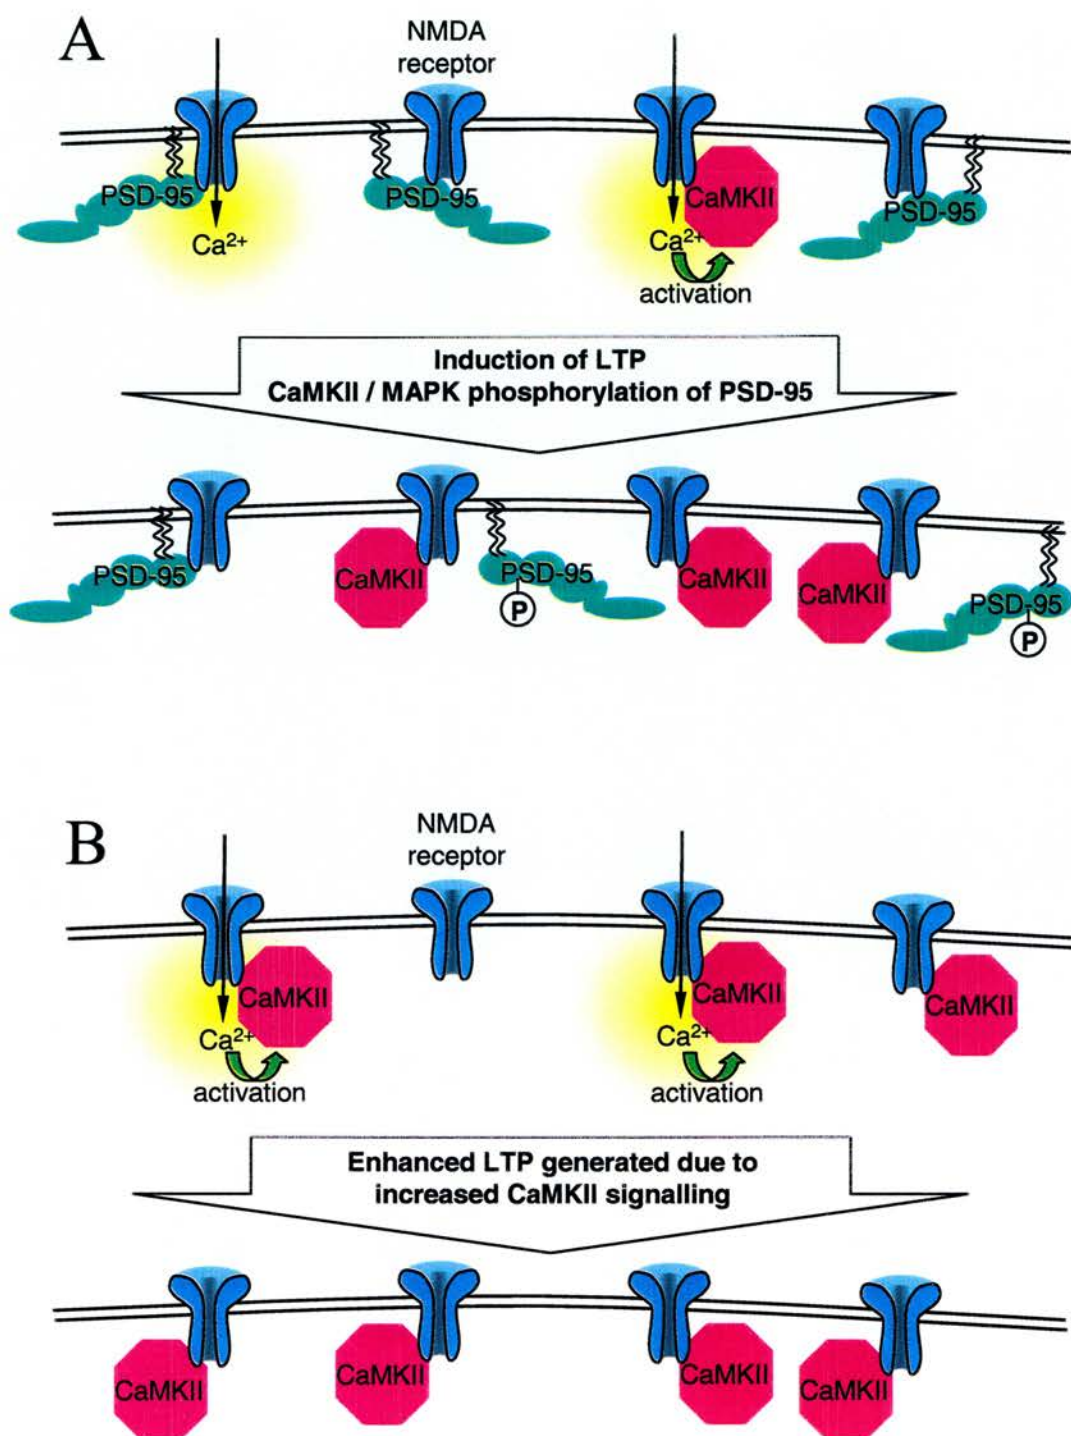 A
NMDA
receptor
PSD-95
PSD-95
CaMKII
PSD-95
Ca2+
Ca2+
activation
Induction of LTP
CaMKII / MAPK phosphorylation of PSD-95
PSD-95
CaMKII
PSD-95
CaMKII
CaMKII
PSD-95
P
P
B
NMDA
receptor
CaMKII
CaMKII
CaMKII
Ca2+
Ca2+
activation
activation
Enhanced LTP generated due to
increased CaMKII signalling
CaMKII
CaMKII
CaMKII
CaMKII